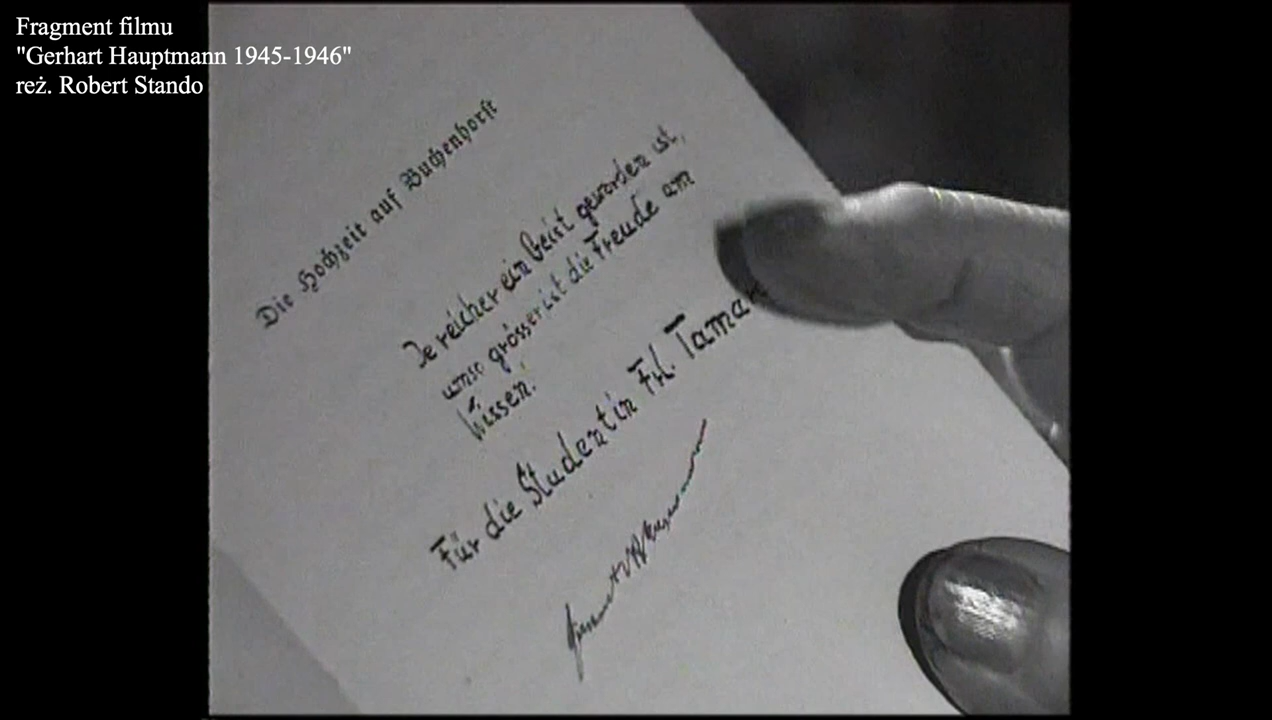 Fragment filmu
"Gerhart Hauptmann 1945-1946"
reż. Robert Stando
Die Hochzeit auf Buchenhorst
Je reicher ein Geist geworden ist,
umso grösser ist die Freude am
Wissen.
Für die Studentin Frl. Tamar